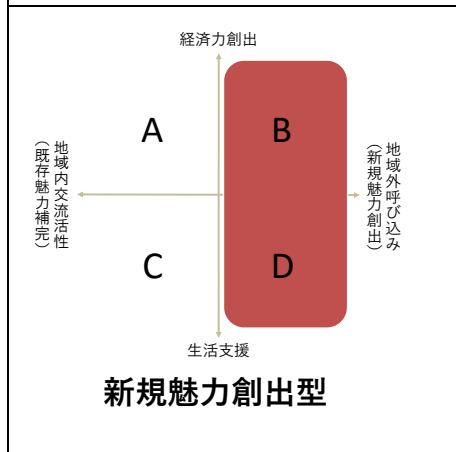 経済力創出
A
B
地域内交流活性
（既存魅力補完）
地域外呼び込み
（新規魅力創出）
C
D
生活支援
新規魅力創出型